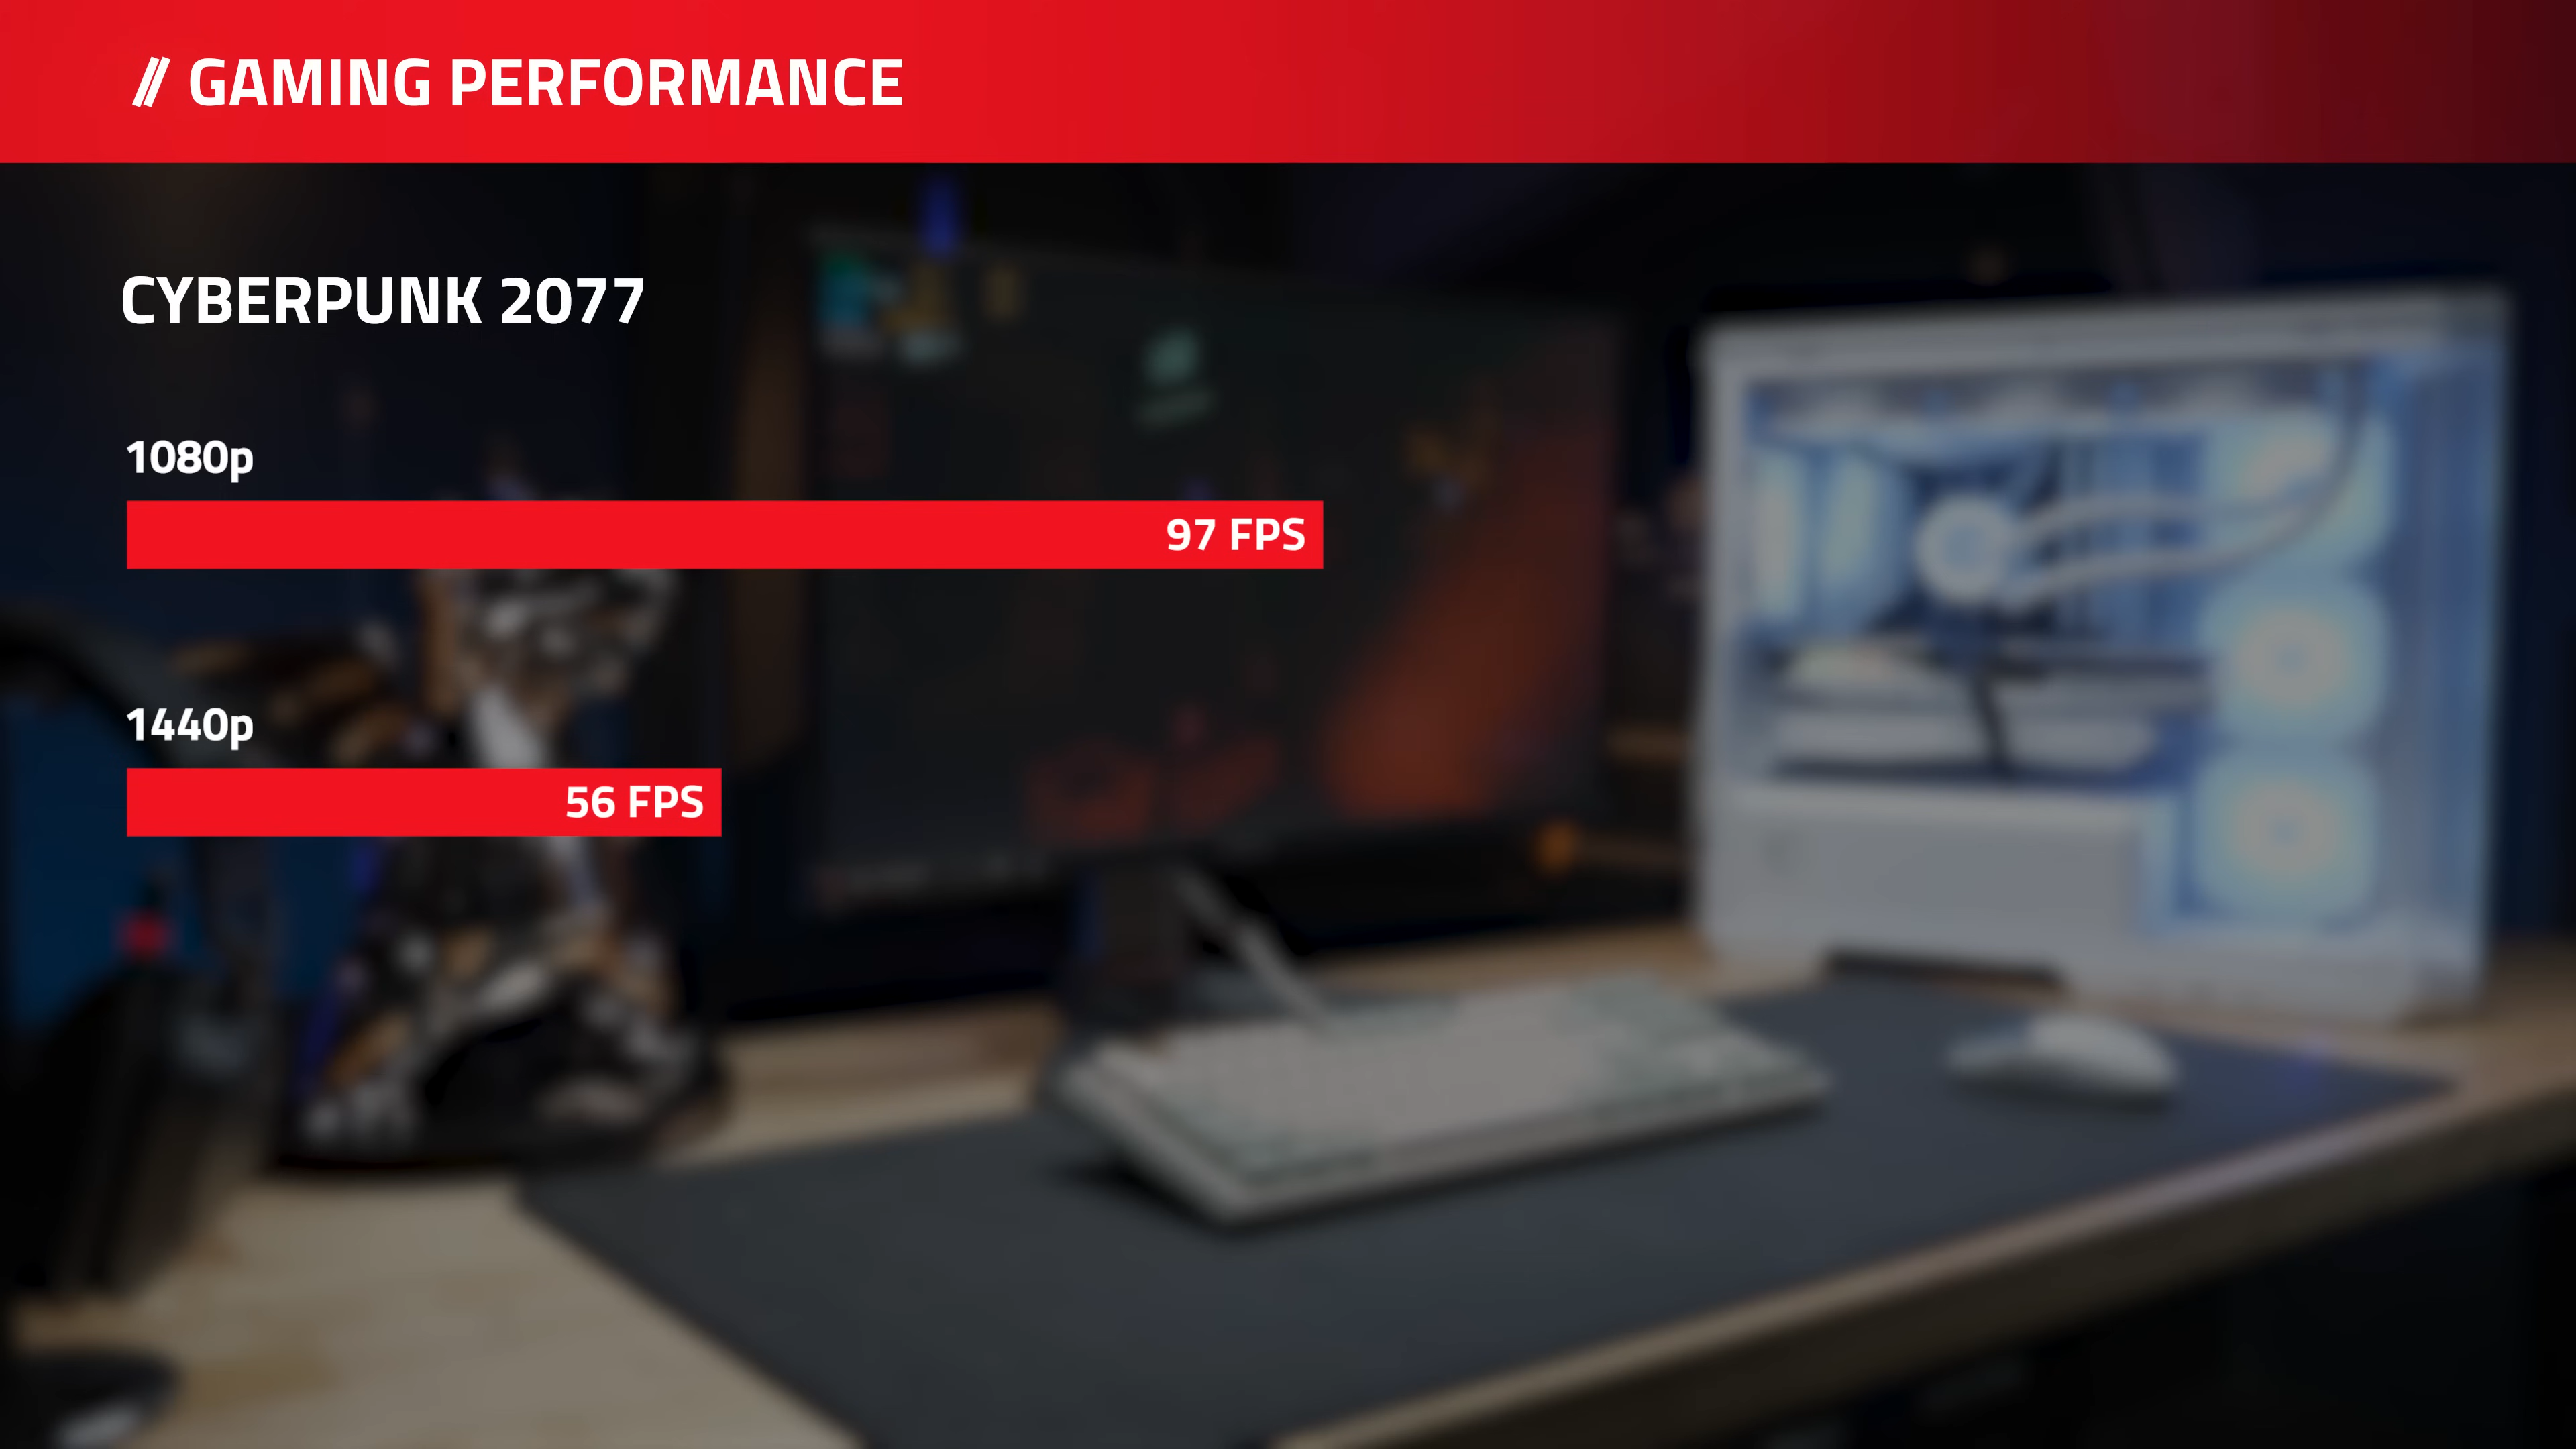 // GAMING PERFORMANCE
CYBERPUNK 2077
1080p
97 FPS
1440p
56 FPS